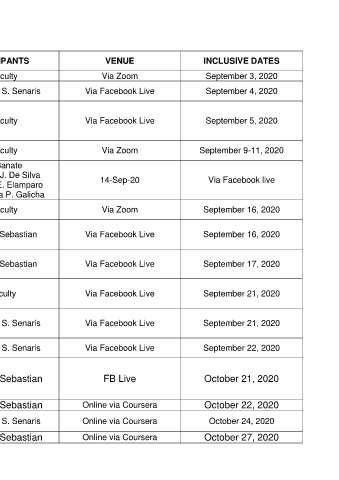 IPANTS VENUE INCLUSIVE DATES
culty Via Zoom September 3, 2020
S. Senaris Via Facebook Live September 4, 2020
culty Via Facebook Live September 5, 2020
culty Via Zoom September 9-11, 2020
Banate
J. De Silva
E. Elamparo
a P. Galicha
14-Sep-20 Via Facebook live
culty Via Zoom September 16, 2020
Sebastian Via Facebook Live September 16, 2020
Sebastian Via Facebook Live September 17, 2020
culty Via Facebook Live September 21, 2020
S. Senaris Via Facebook Live September 21, 2020
S. Senaris Via Facebook Live September 22, 2020
Sebastian FB Live October 21, 2020
Sebastian Online via Coursera October 22, 2020
S. Senaris Online via Coursera October 24, 2020
Sebastian Online via Coursera October 27, 2020